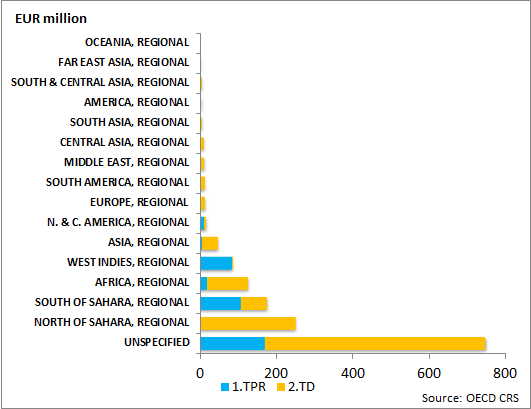 EUR million
OCEANIA, REGIONAL
FAR EAST ASIA, REGIONAL
SOUTH & CENTRAL ASIA, REGIONAL
AMERICA, REGIONAL
SOUTH ASIA, REGIONAL
CENTRAL ASIA, REGIONAL
MIDDLE EAST, REGIONAL
SOUTH AMERICA, REGIONAL
EUROPE, REGIONAL
N. & C. AMERICA, REGIONAL
ASIA, REGIONAL
WEST INDIES, REGIONAL
AFRICA, REGIONAL
SOUTH OF SAHARA, REGIONAL
NORTH OF SAHARA, REGIONAL
UNSPECIFIED
0 200 400 600 800
1.TPR 2.TD
Source: OECD CRS